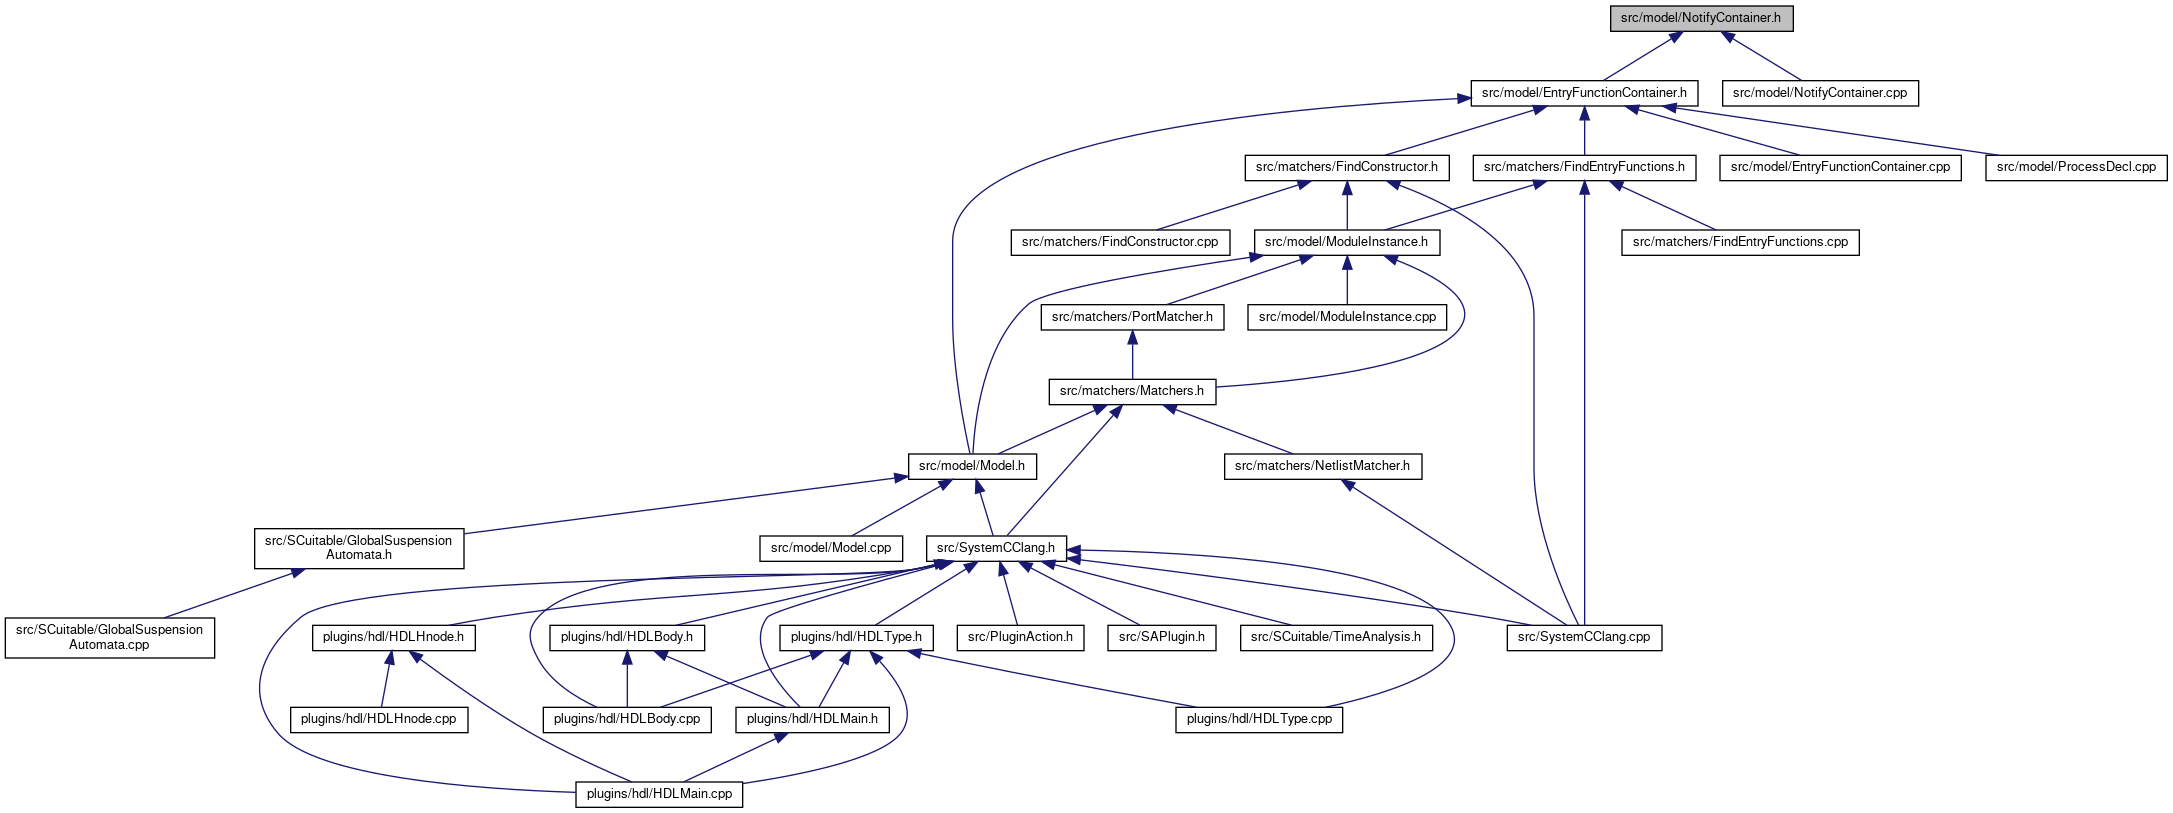 src/model/NotifyContainer.h
src/model/EntryFunctionContainer.h
src/model/NotifyContainer.cpp
src/matchers/FindConstructor.h
src/matchers/FindEntryFunctions.h
src/model/EntryFunctionContainer.cpp
src/model/ProcessDecl.cpp
src/matchers/FindConstructor.cpp
src/model/ModuleInstance.h
src/matchers/FindEntryFunctions.cpp
src/matchers/PortMatcher.h
src/model/ModuleInstance.cpp
src/matchers/Matchers.h
src/model/Model.h
src/matchers/NetlistMatcher.h
src/SCuitable/GlobalSuspension
Automata.h
src/model/Model.cpp
src/SystemCClang.h
src/SCuitable/GlobalSuspension
Automata.cpp
plugins/hdl/HDLHnode.h
plugins/hdl/HDLBody.h
plugins/hdl/HDLType.h
src/PluginAction.h
src/SAPlugin.h
src/SCuitable/TimeAnalysis.h
src/SystemCClang.cpp
plugins/hdl/HDLHnode.cpp
plugins/hdl/HDLBody.cpp
plugins/hdl/HDLMain.h
plugins/hdl/HDLType.cpp
plugins/hdl/HDLMain.cpp